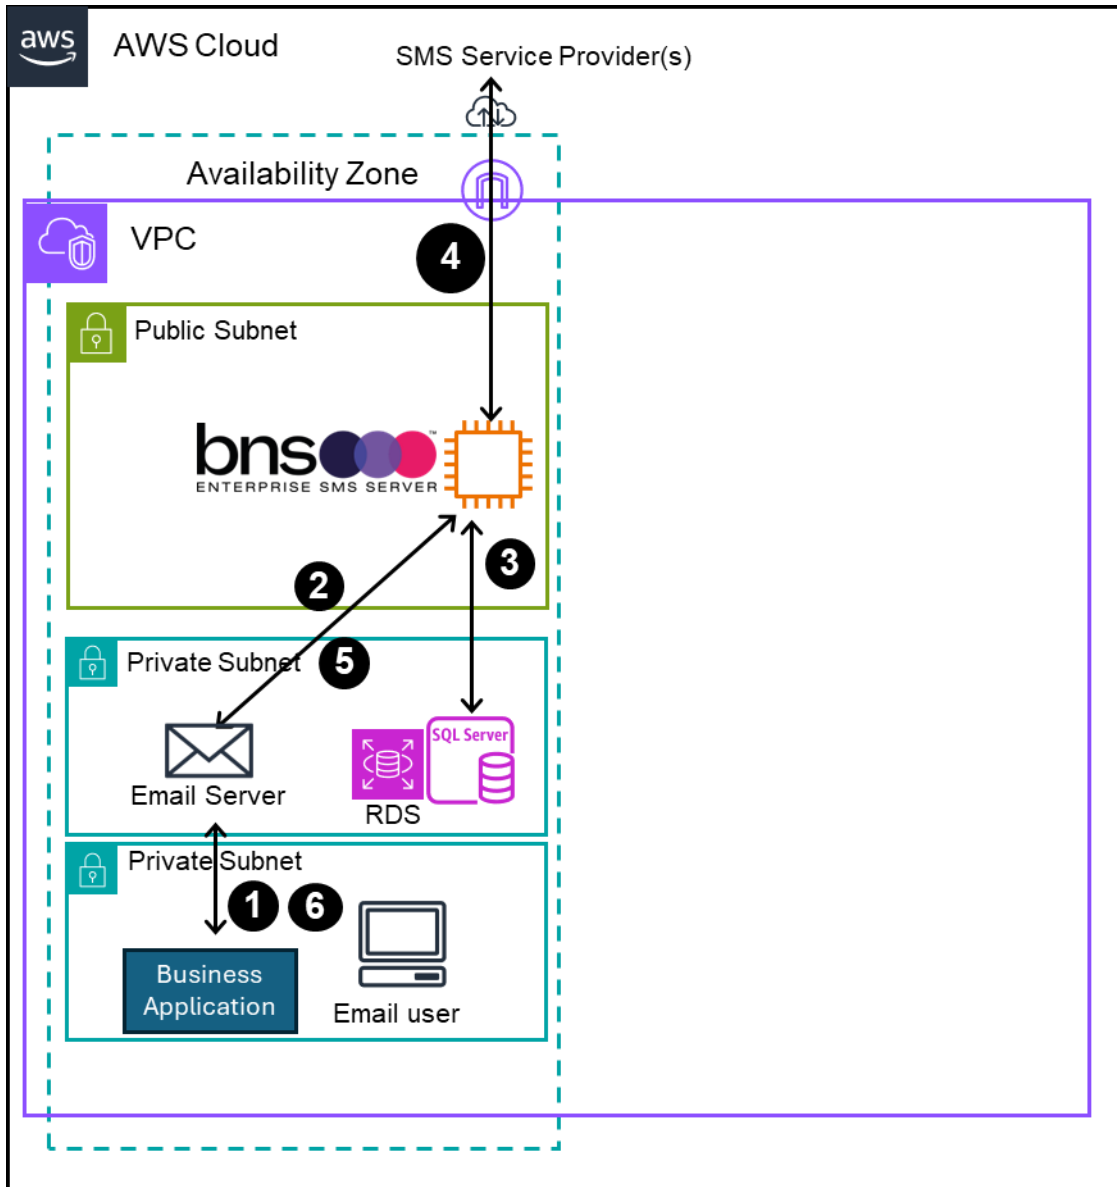 aws
AWS Cloud
SMS Service Provider(s)
Availability Zone
VPC
4
Public Subnet
bns™
ENTERPRISE SMS SERVER
3
2
Private Subnet
5
SQL Server
Email Server
RDS
Private Subnet
1
6
Business
Application
Email user